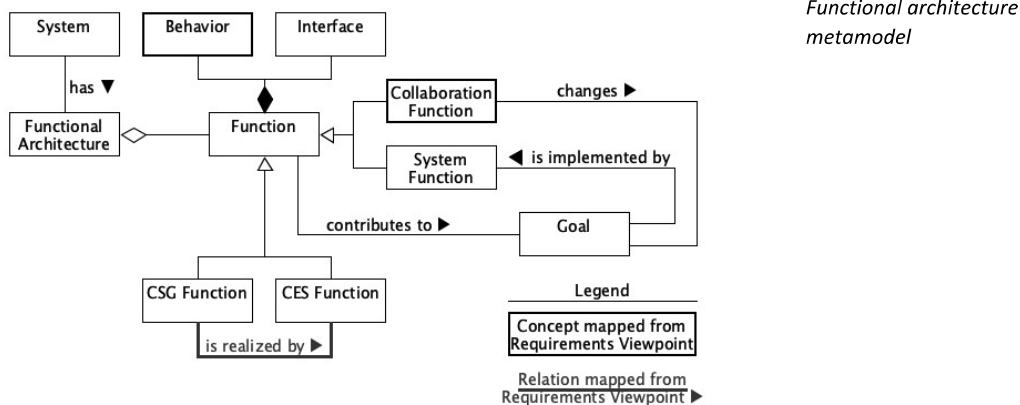 Functional architecture
metamodel
System
Behavior
Interface
has ▼
Functional
Architecture
Function
Collaboration
Function
changes ▶
System
Function
◀ is implemented by
contributes to ▶
Goal
CSG Function
CES Function
is realized by ▶
Legend
Concept mapped from
Requirements Viewpoint
Relation mapped from
Requirements Viewpoint ▶